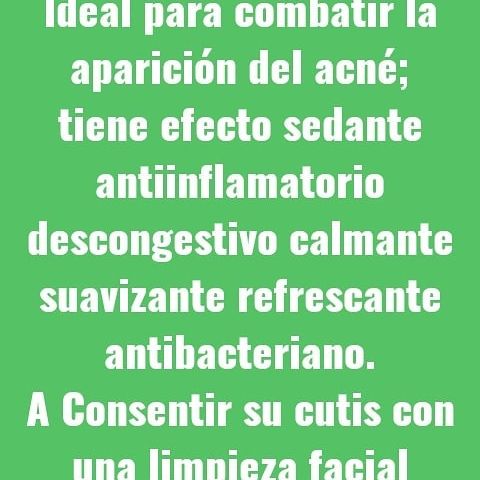 Ideal para combatir la
aparición del acné;
tiene efecto sedante
antiinflamatorio
descongestivo calmante
suavizante refrescante
antibacteriano.
A Consentir su cutis con
una limpieza facial